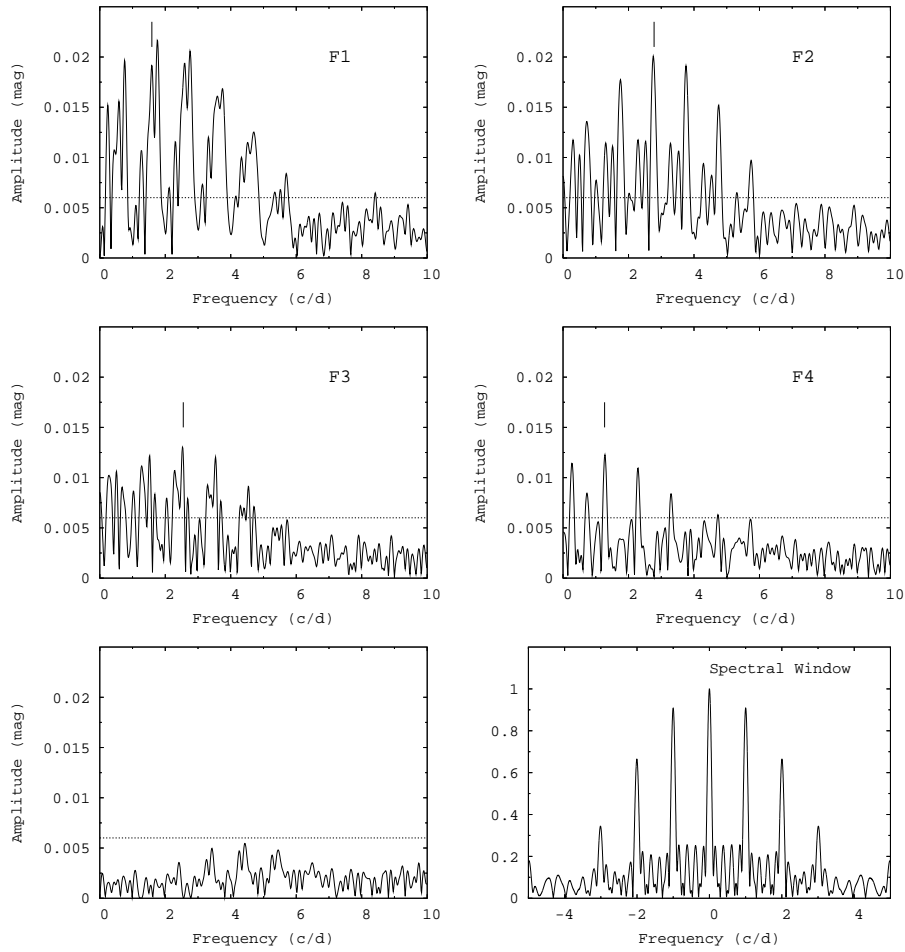 F1
Amplitude (mag)
0.02
0.015
0.01
0.005
0
0 2 4 6 8 10
Frequency (c/d)
F2
Amplitude (mag)
0.02
0.015
0.01
0.005
0
0 2 4 6 8 10
Frequency (c/d)
F3
Amplitude (mag)
0.02
0.015
0.01
0.005
0
0 2 4 6 8 10
Frequency (c/d)
F4
Amplitude (mag)
0.02
0.015
0.01
0.005
0
0 2 4 6 8 10
Frequency (c/d)
Amplitude (mag)
0.02
0.015
0.01
0.005
0
0 2 4 6 8 10
Frequency (c/d)
Spectral Window
1
0.8
0.6
0.4
0.2
0
-4 -2 0 2 4
Frequency (c/d)